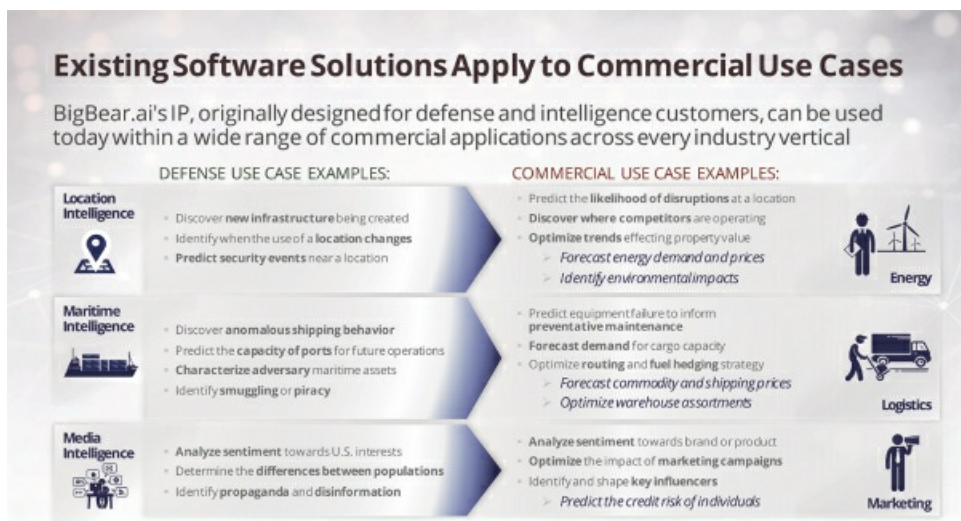 Existing Software Solutions Apply to Commercial Use Cases
BigBear.ai's IP, originally designed for defense and intelligence customers, can be used
today within a wide range of commercial applications across every industry vertical
DEFENSE USE CASE EXAMPLES:
COMMERCIAL USE CASE EXAMPLES:
Location
Intelligence
Discover new infrastructure being created
Identify when the use of a location changes
Predict security events near a location
Predict the likelihood of disruptions at a location
Discover where competitors are operating
Optimize trends effecting property value
Forecast energy demand and prices
Identify environmental impacts
Energy
Maritime
Intelligence
Discover anomalous shipping behavior
Predict the capacity of ports for future operations
Characterize adversary maritime assets
Identify smuggling or piracy
Predict equipment failure to inform
preventative maintenance
Forecast demand for cargo capacity
Optimize routing and fuel hedging strategy
Forecast commodity and shipping prices
Optimize warehouse assortments
Logistics
Media
Intelligence
Analyze sentiment towards U.S. interests
Determine the differences between populations
Identify propaganda and disinformation
Analyze sentiment towards brand or product
Optimize the impact of marketing campaigns
Identify and shape key influencers
Predict the credit risk of individuals
Marketing